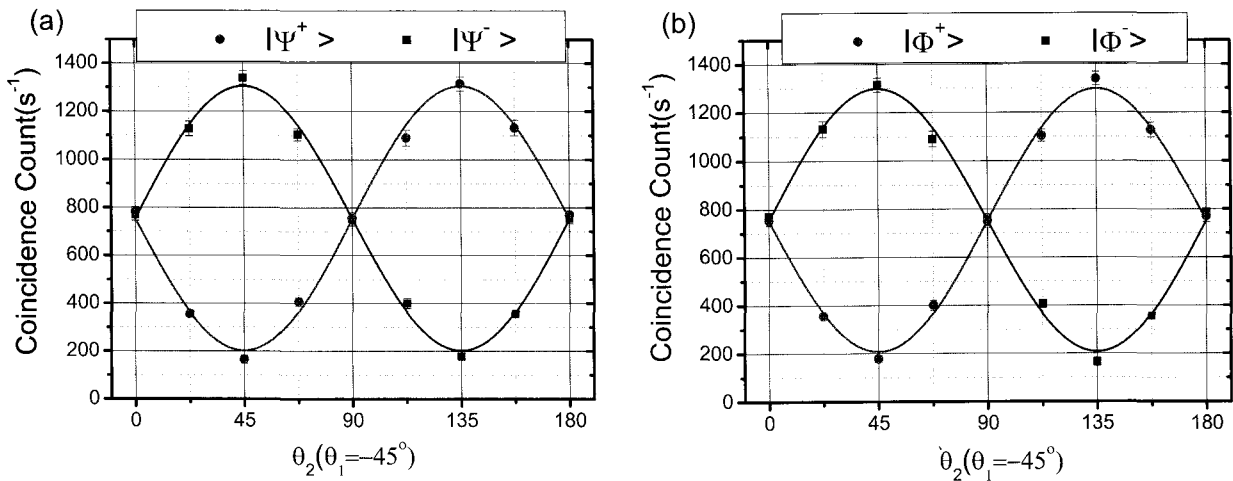 (a)
|Ψ⁺ > |Ψ⁻ >
Coincidence Count(s⁻¹)
1400
1200
1000
800
600
400
200
0
0 45 90 135 180
θ₂(θ₁=−45°)
(b)
|Φ⁺ > |Φ⁻ >
Coincidence Count(s⁻¹)
1400
1200
1000
800
600
400
200
0
0 45 90 135 180
θ₂(θ₁=−45°)